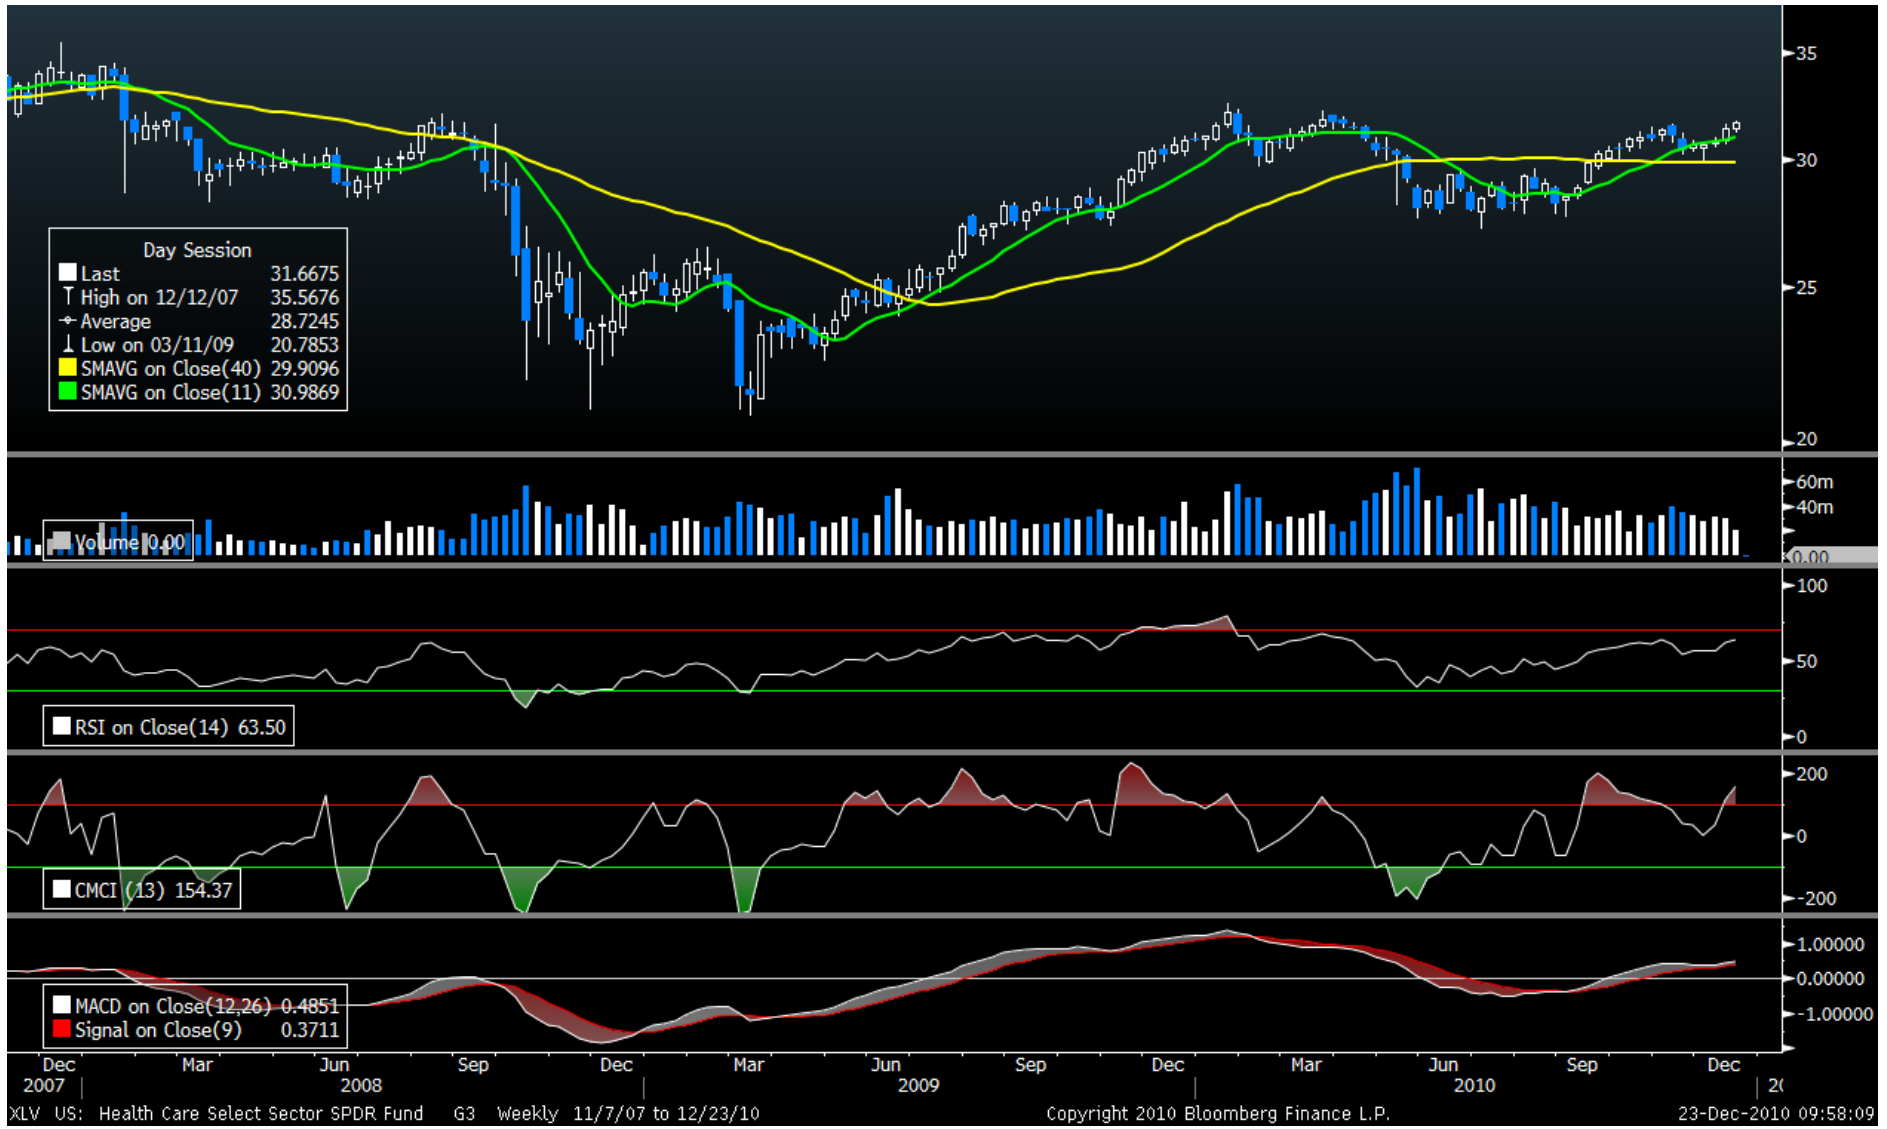 35
30
25
20
Day Session
Last 31.6675
High on 12/12/07 35.5676
Average 28.7245
Low on 03/11/09 20.7853
SMAVG on Close(40) 29.9096
SMAVG on Close(11) 30.9869
60m
40m
0.00
Volume 0.00
100
50
0
RSI on Close(14) 63.50
200
0
-200
CMCI (13) 154.37
1.00000
0.00000
-1.00000
MACD on Close(12,26) 0.4851
Signal on Close(9) 0.3711
Dec Mar Jun Sep Dec Mar Jun Sep Dec Mar Jun Sep Dec
2007 2008 2009 2010
XLV US: Health Care Select Sector SPDR Fund G3 Weekly 11/7/07 to 12/23/10 Copyright 2010 Bloomberg Finance L.P. 23-Dec-2010 09:58:09